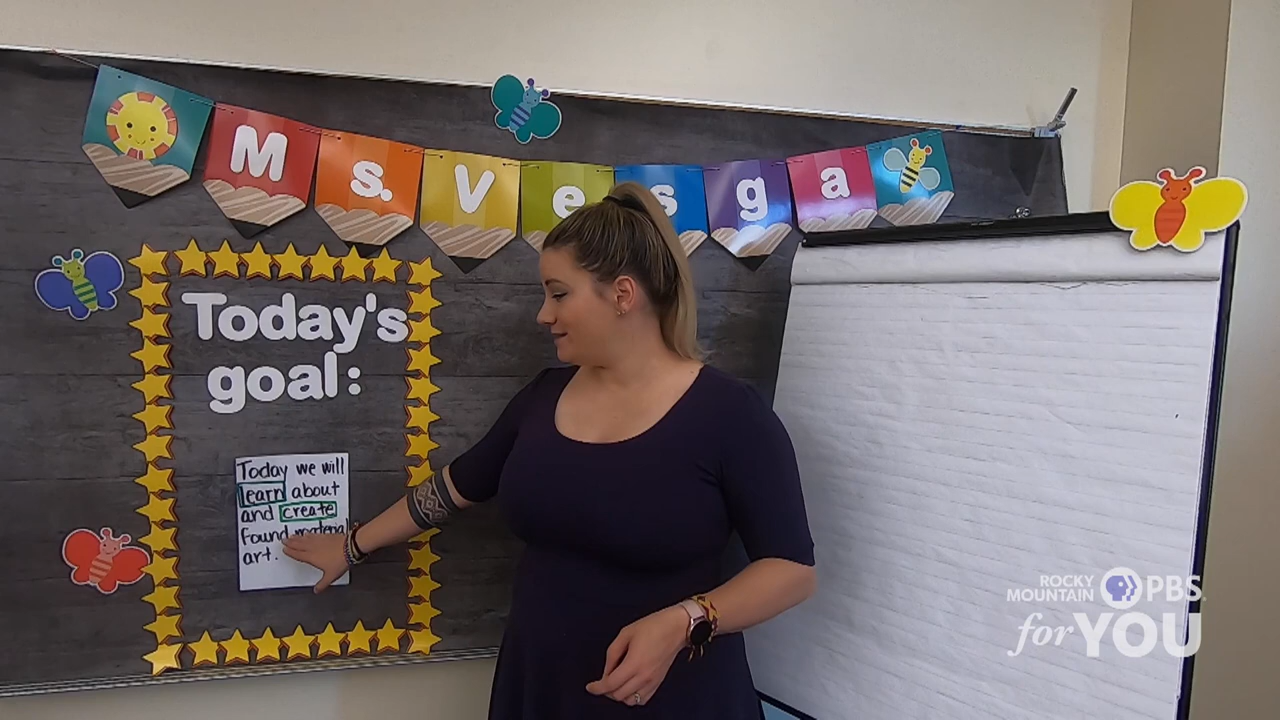 Ms. Vesga
Today's
goal:
Today we will
learn about
and create
found material
art.
ROCKY
MOUNTAIN PBS
for YOU